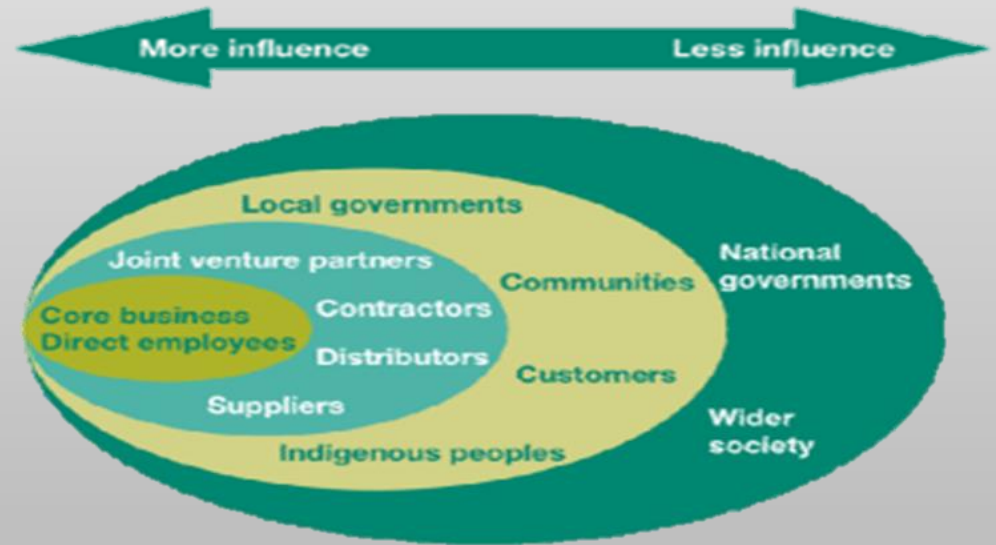 More influence
Less influence
Local governments
Joint venture partners
National
governments
Communities
Contractors
Core business
Direct employees
Distributors
Customers
Suppliers
Wider
society
Indigenous peoples